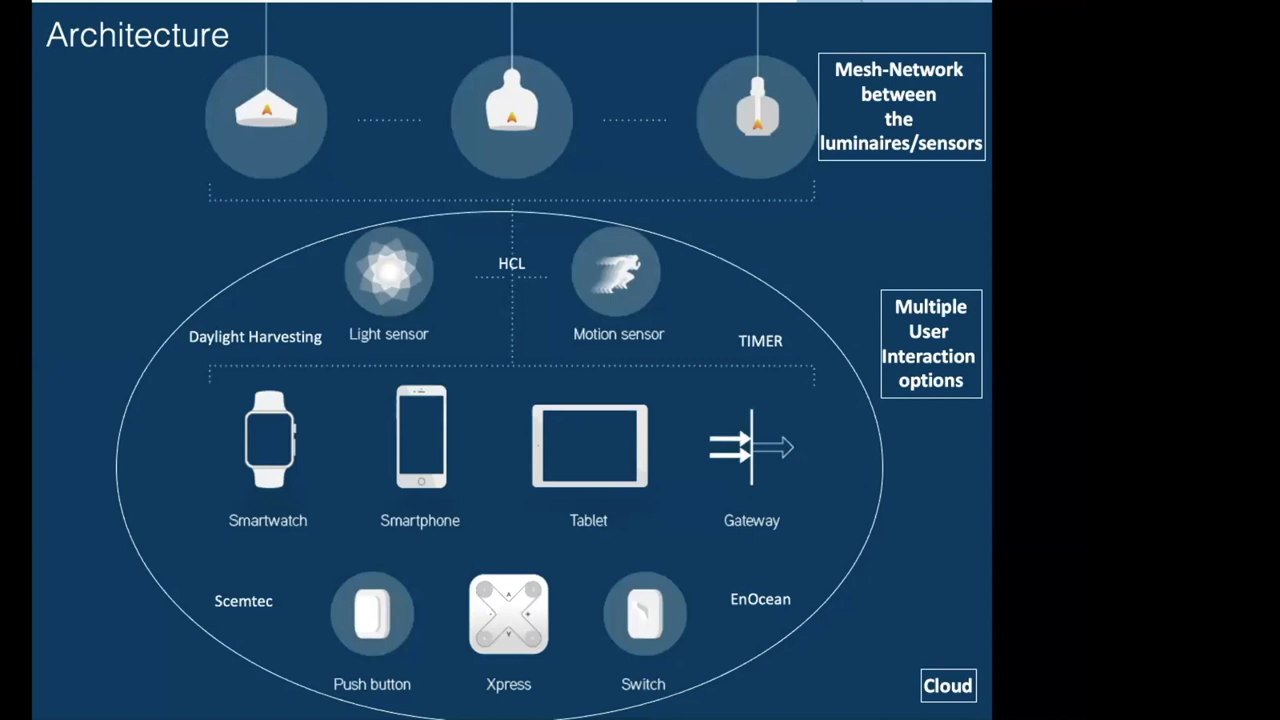 Architecture
Mesh-Network
between
the
luminaires/sensors
HCL
Daylight Harvesting
Light sensor
Motion sensor
TIMER
Multiple
User
Interaction
options
Smartwatch
Smartphone
Tablet
Gateway
Scemtec
EnOcean
Push button
Xpress
Switch
Cloud